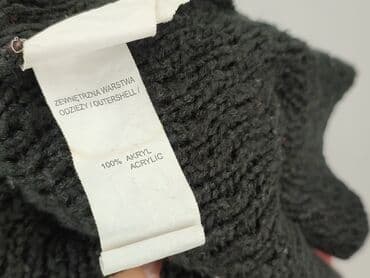 ZEWNĘTRZNA WARSTWA
ODZIEŻY / OUTERSHELL /
100% AKRYL
ACRYLIC